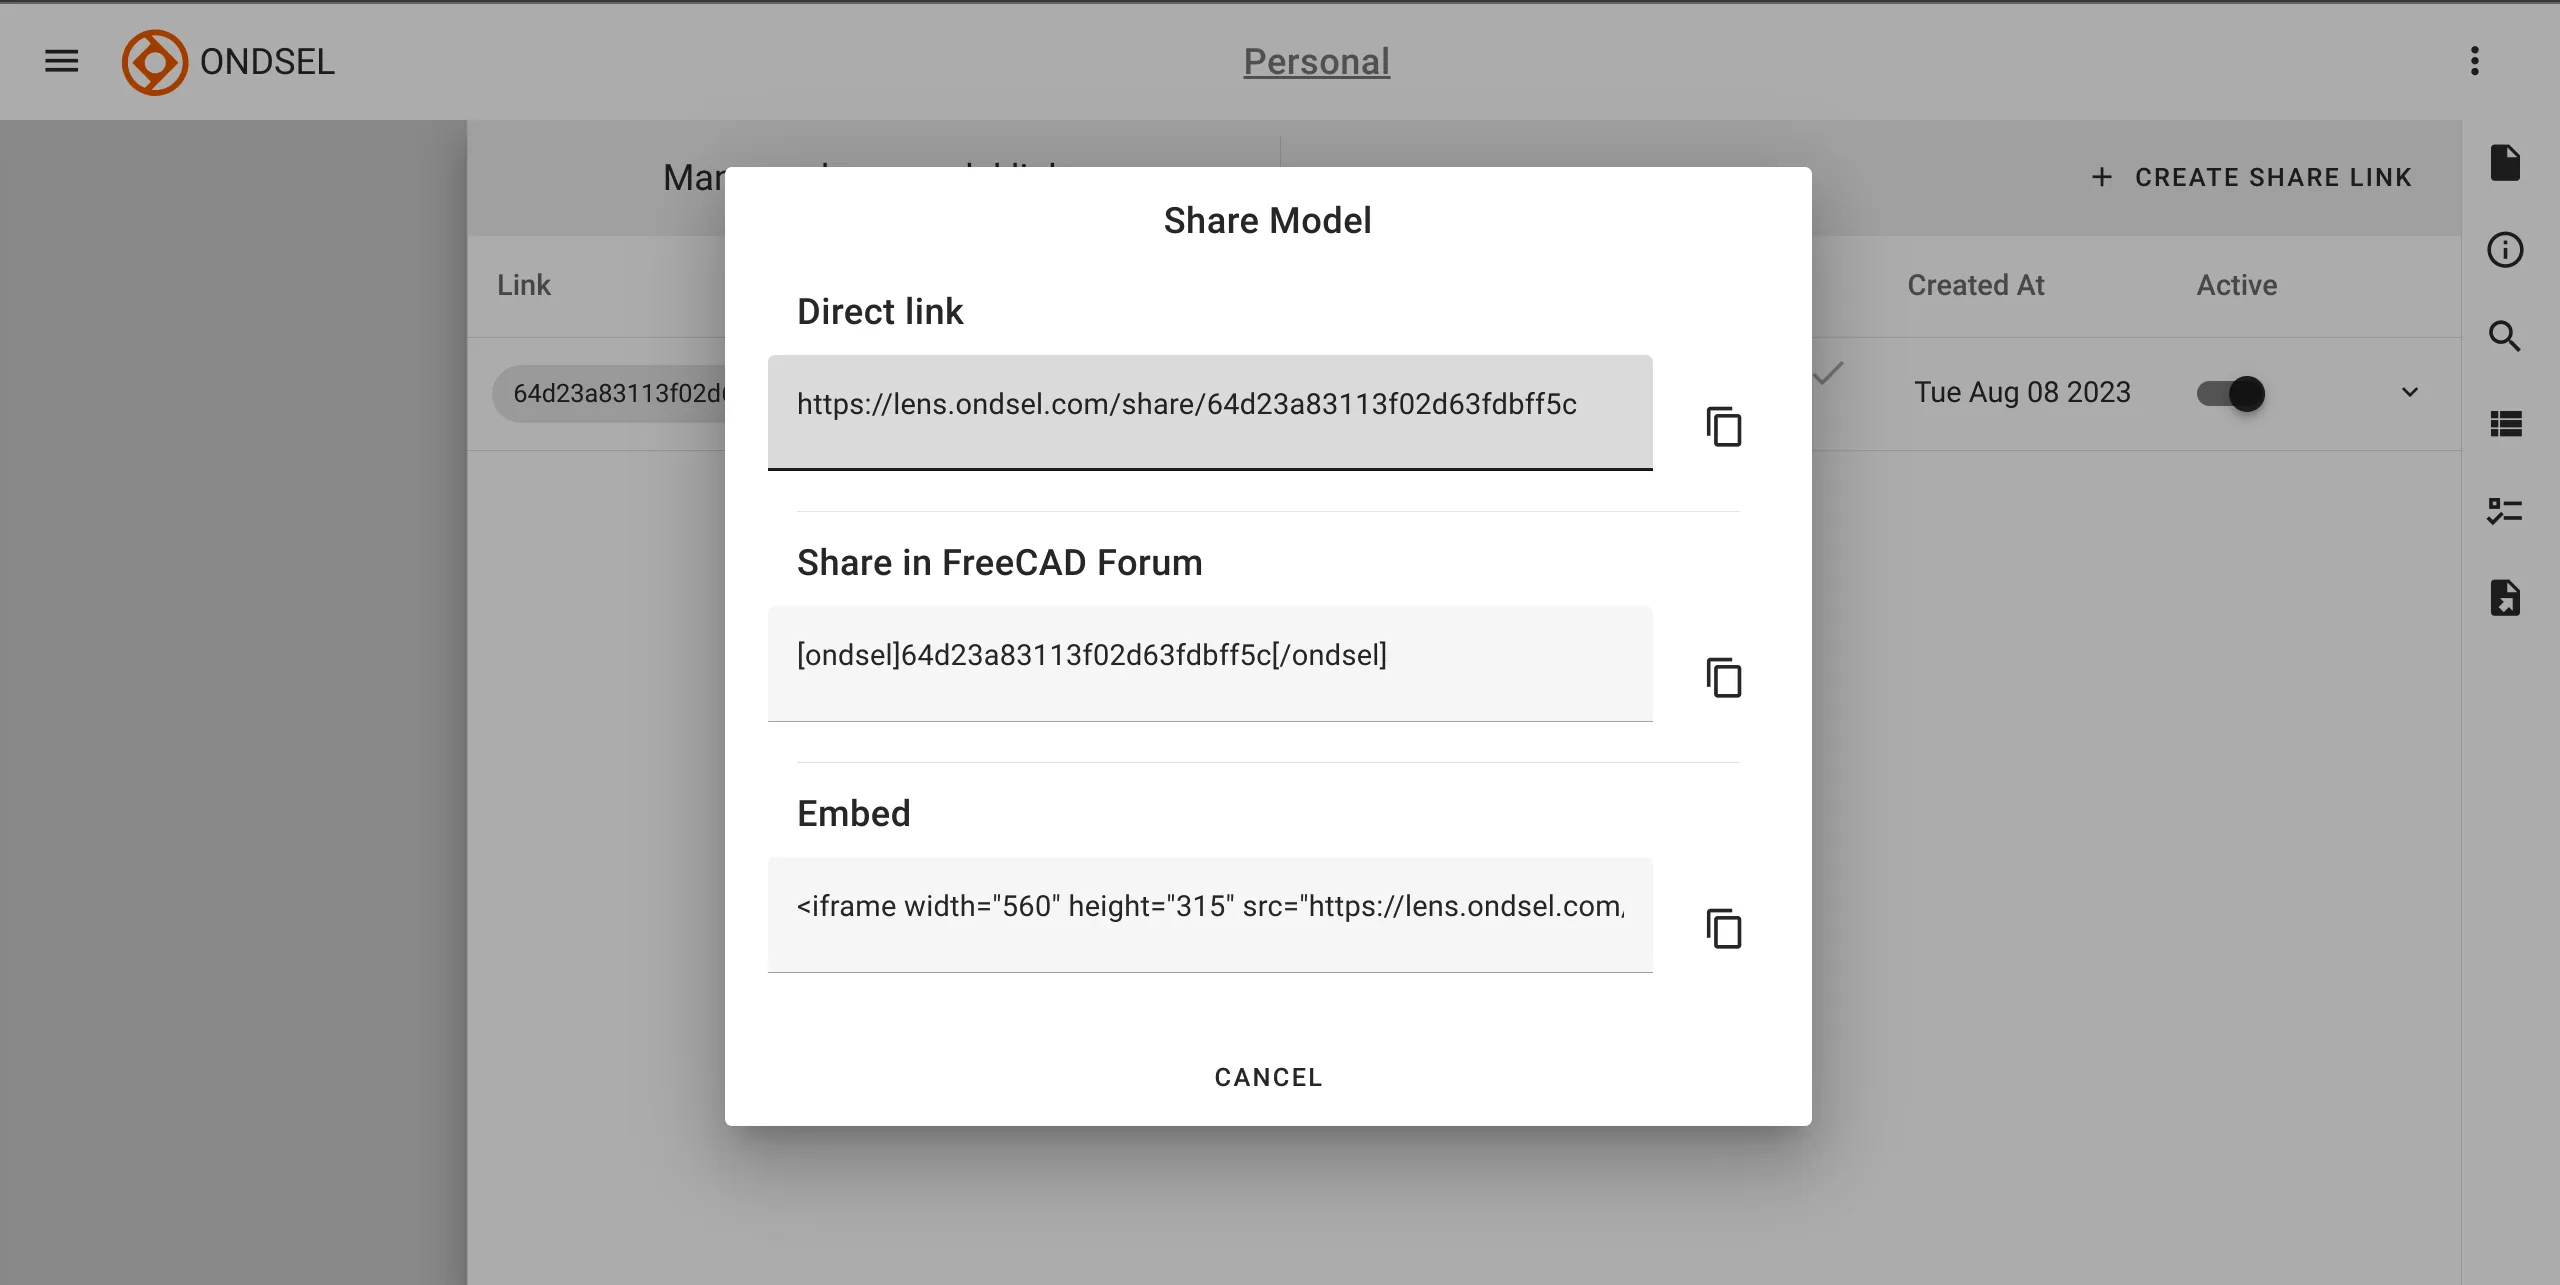 ONDSEL
Personal
CREATE SHARE LINK
Link
Created At
Active
Tue Aug 08 2023
Share Model
Direct link
https://lens.ondsel.com/share/64d23a83113f02d63fdbff5c
Share in FreeCAD Forum
[ondsel]64d23a83113f02d63fdbff5c[/ondsel]
Embed
<iframe width="560" height="315" src="https://lens.ondsel.com/
CANCEL